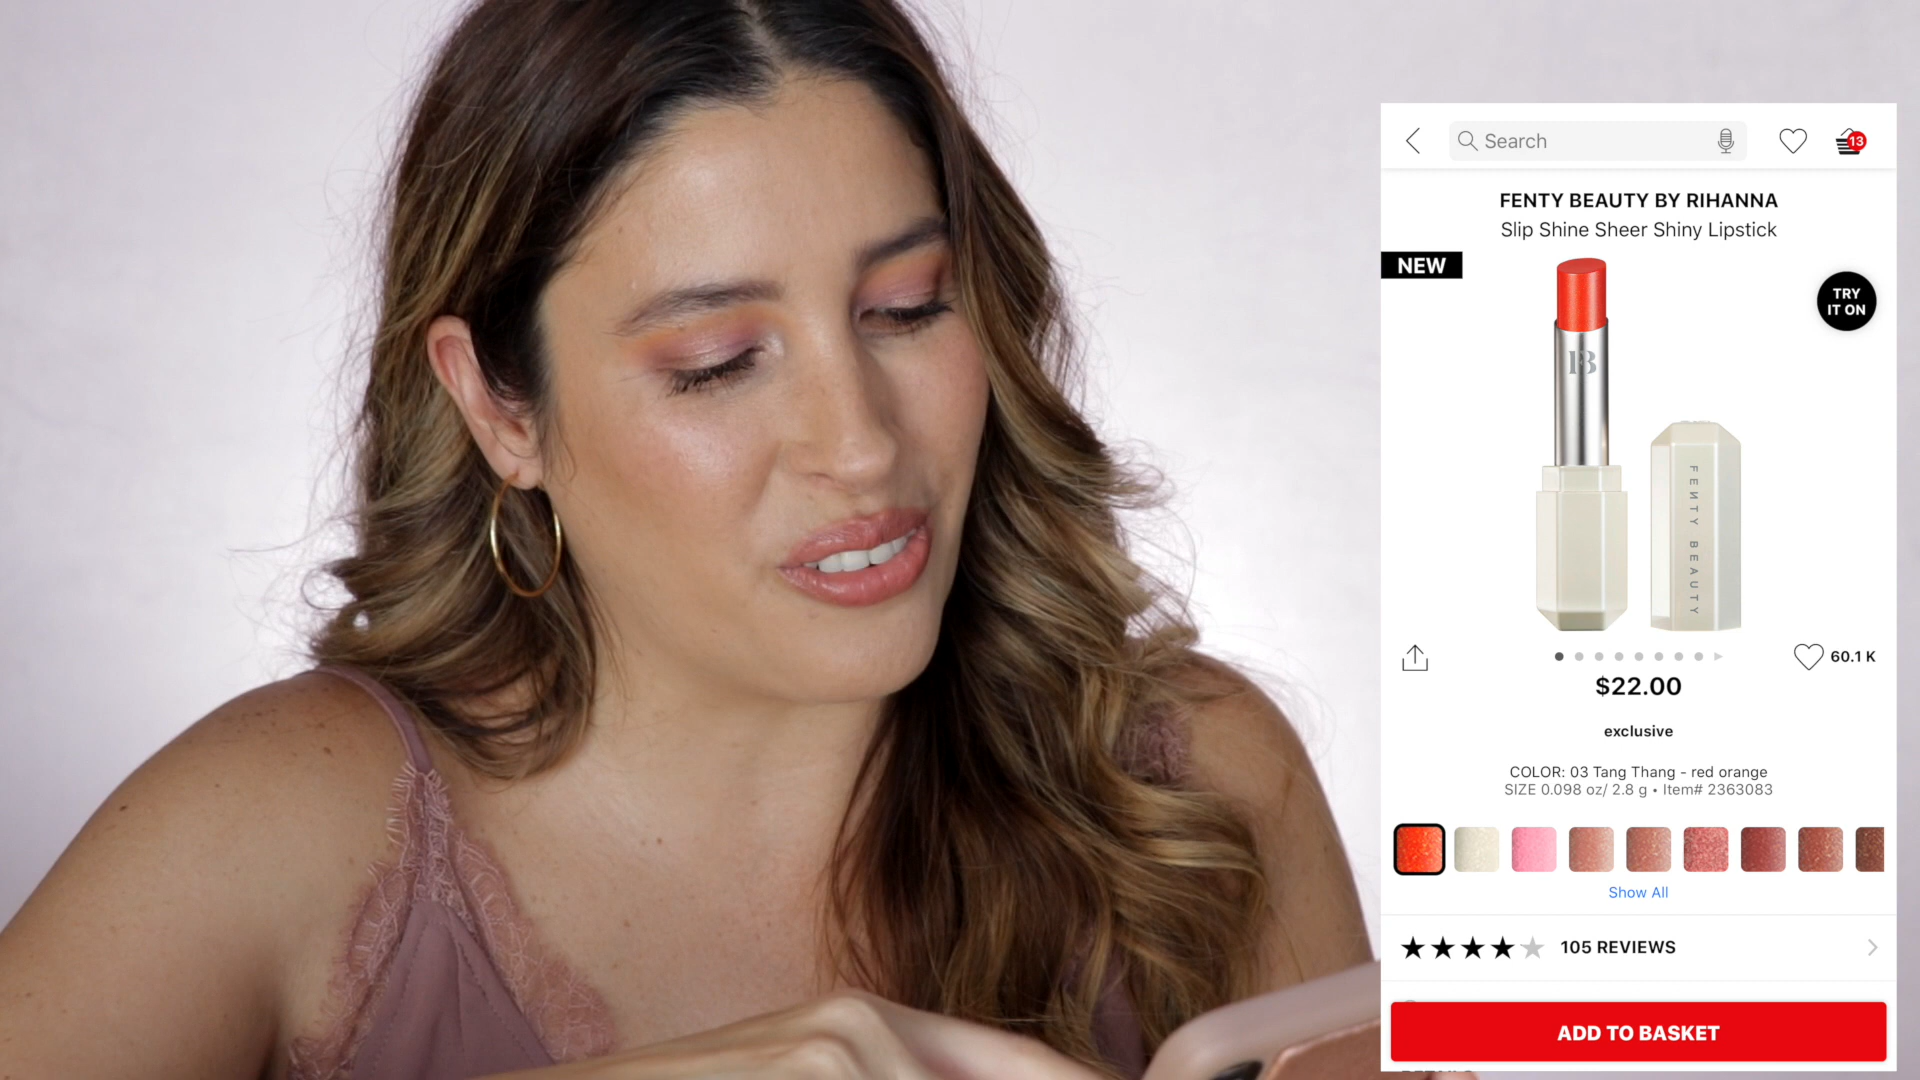 Search
13
FENTY BEAUTY BY RIHANNA
Slip Shine Sheer Shiny Lipstick
NEW
TRY
IT ON
FENTY BEAUTY
60.1 K
$22.00
exclusive
COLOR: 03 Tang Thang - red orange
SIZE 0.098 oz/ 2.8 g • Item# 2363083
Show All
105 REVIEWS
ADD TO BASKET